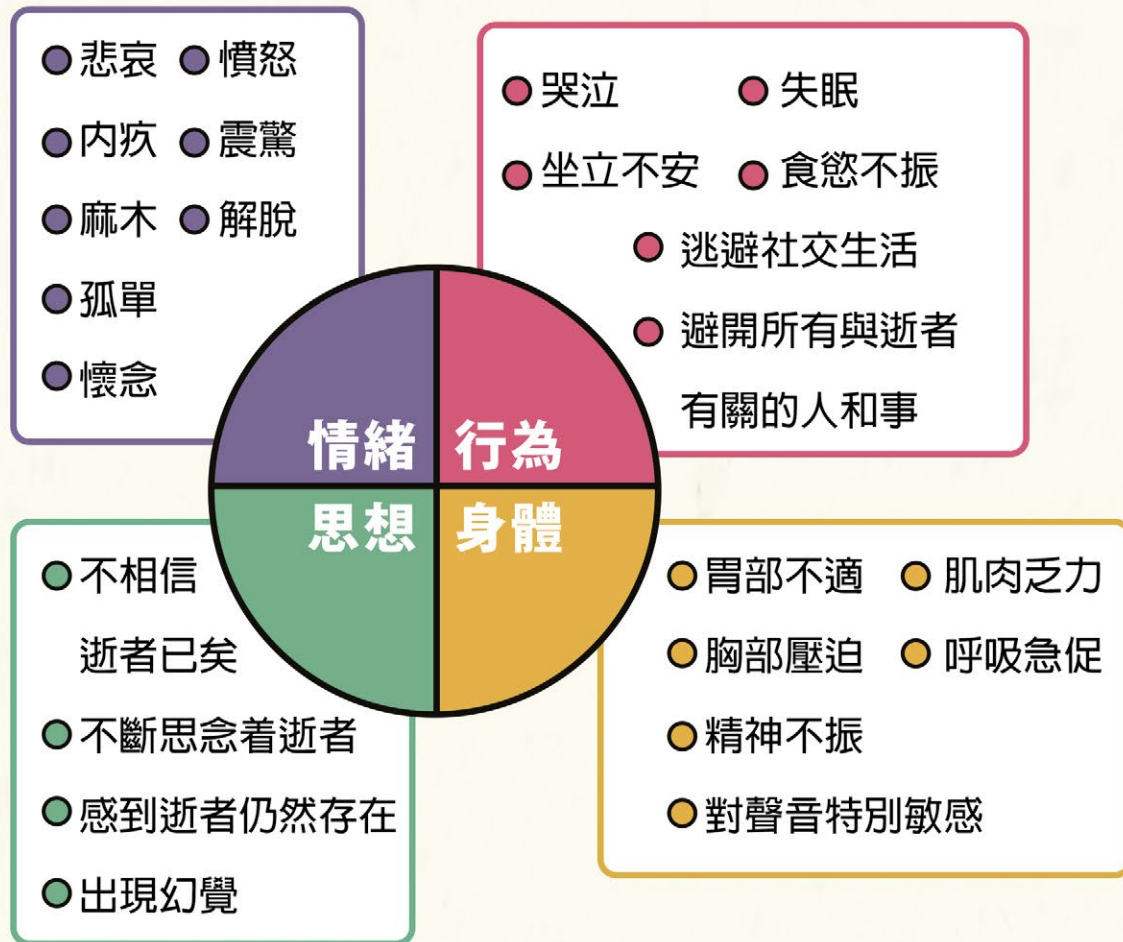 悲哀 憤怒
内疚 震驚
麻木 解脫
孤單
懷念
哭泣 失眠
坐立不安 食慾不振
逃避社交生活
避開所有與逝者
有關的人和事
情緒 行為
思想 身體
不相信
逝者已矣
不斷思念着逝者
感到逝者仍然存在
出現幻覺
胃部不適 肌肉乏力
胸部壓迫 呼吸急促
精神不振
對聲音特別敏感